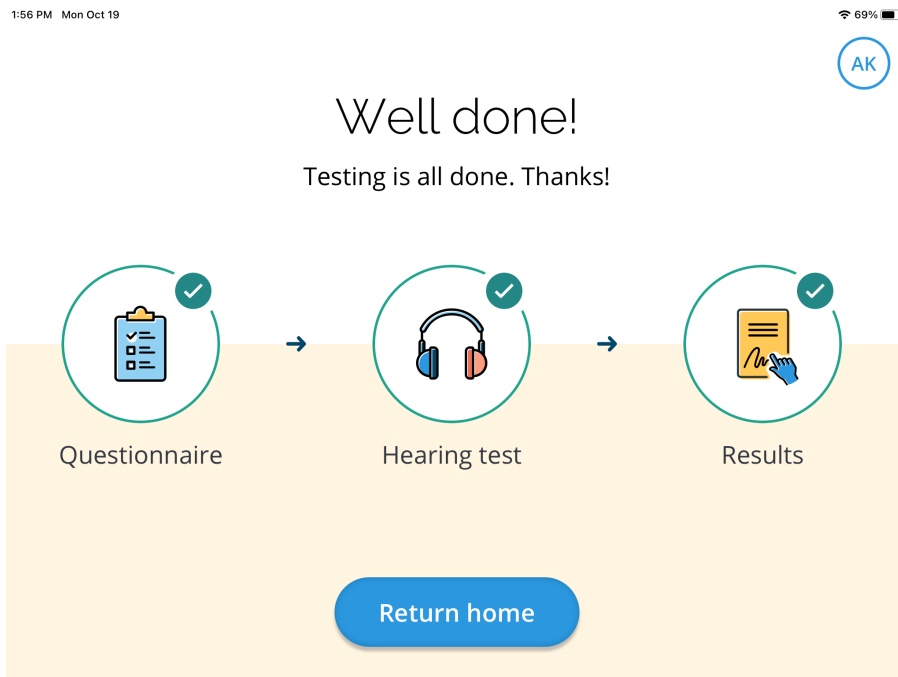 1:56 PM Mon Oct 19
69%
AK
Well done!
Testing is all done. Thanks!
Questionnaire
Hearing test
Results
Return home